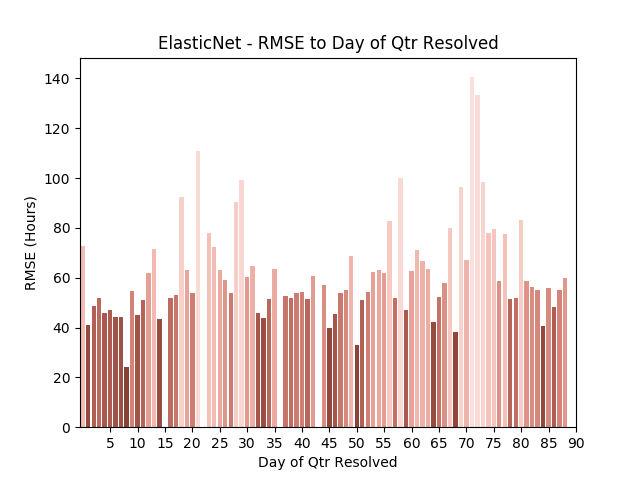 ElasticNet - RMSE to Day of Qtr Resolved
RMSE (Hours)
140
120
100
80
60
40
20
0
5 10 15 20 25 30 35 40 45 50 55 60 65 70 75 80 85 90
Day of Qtr Resolved